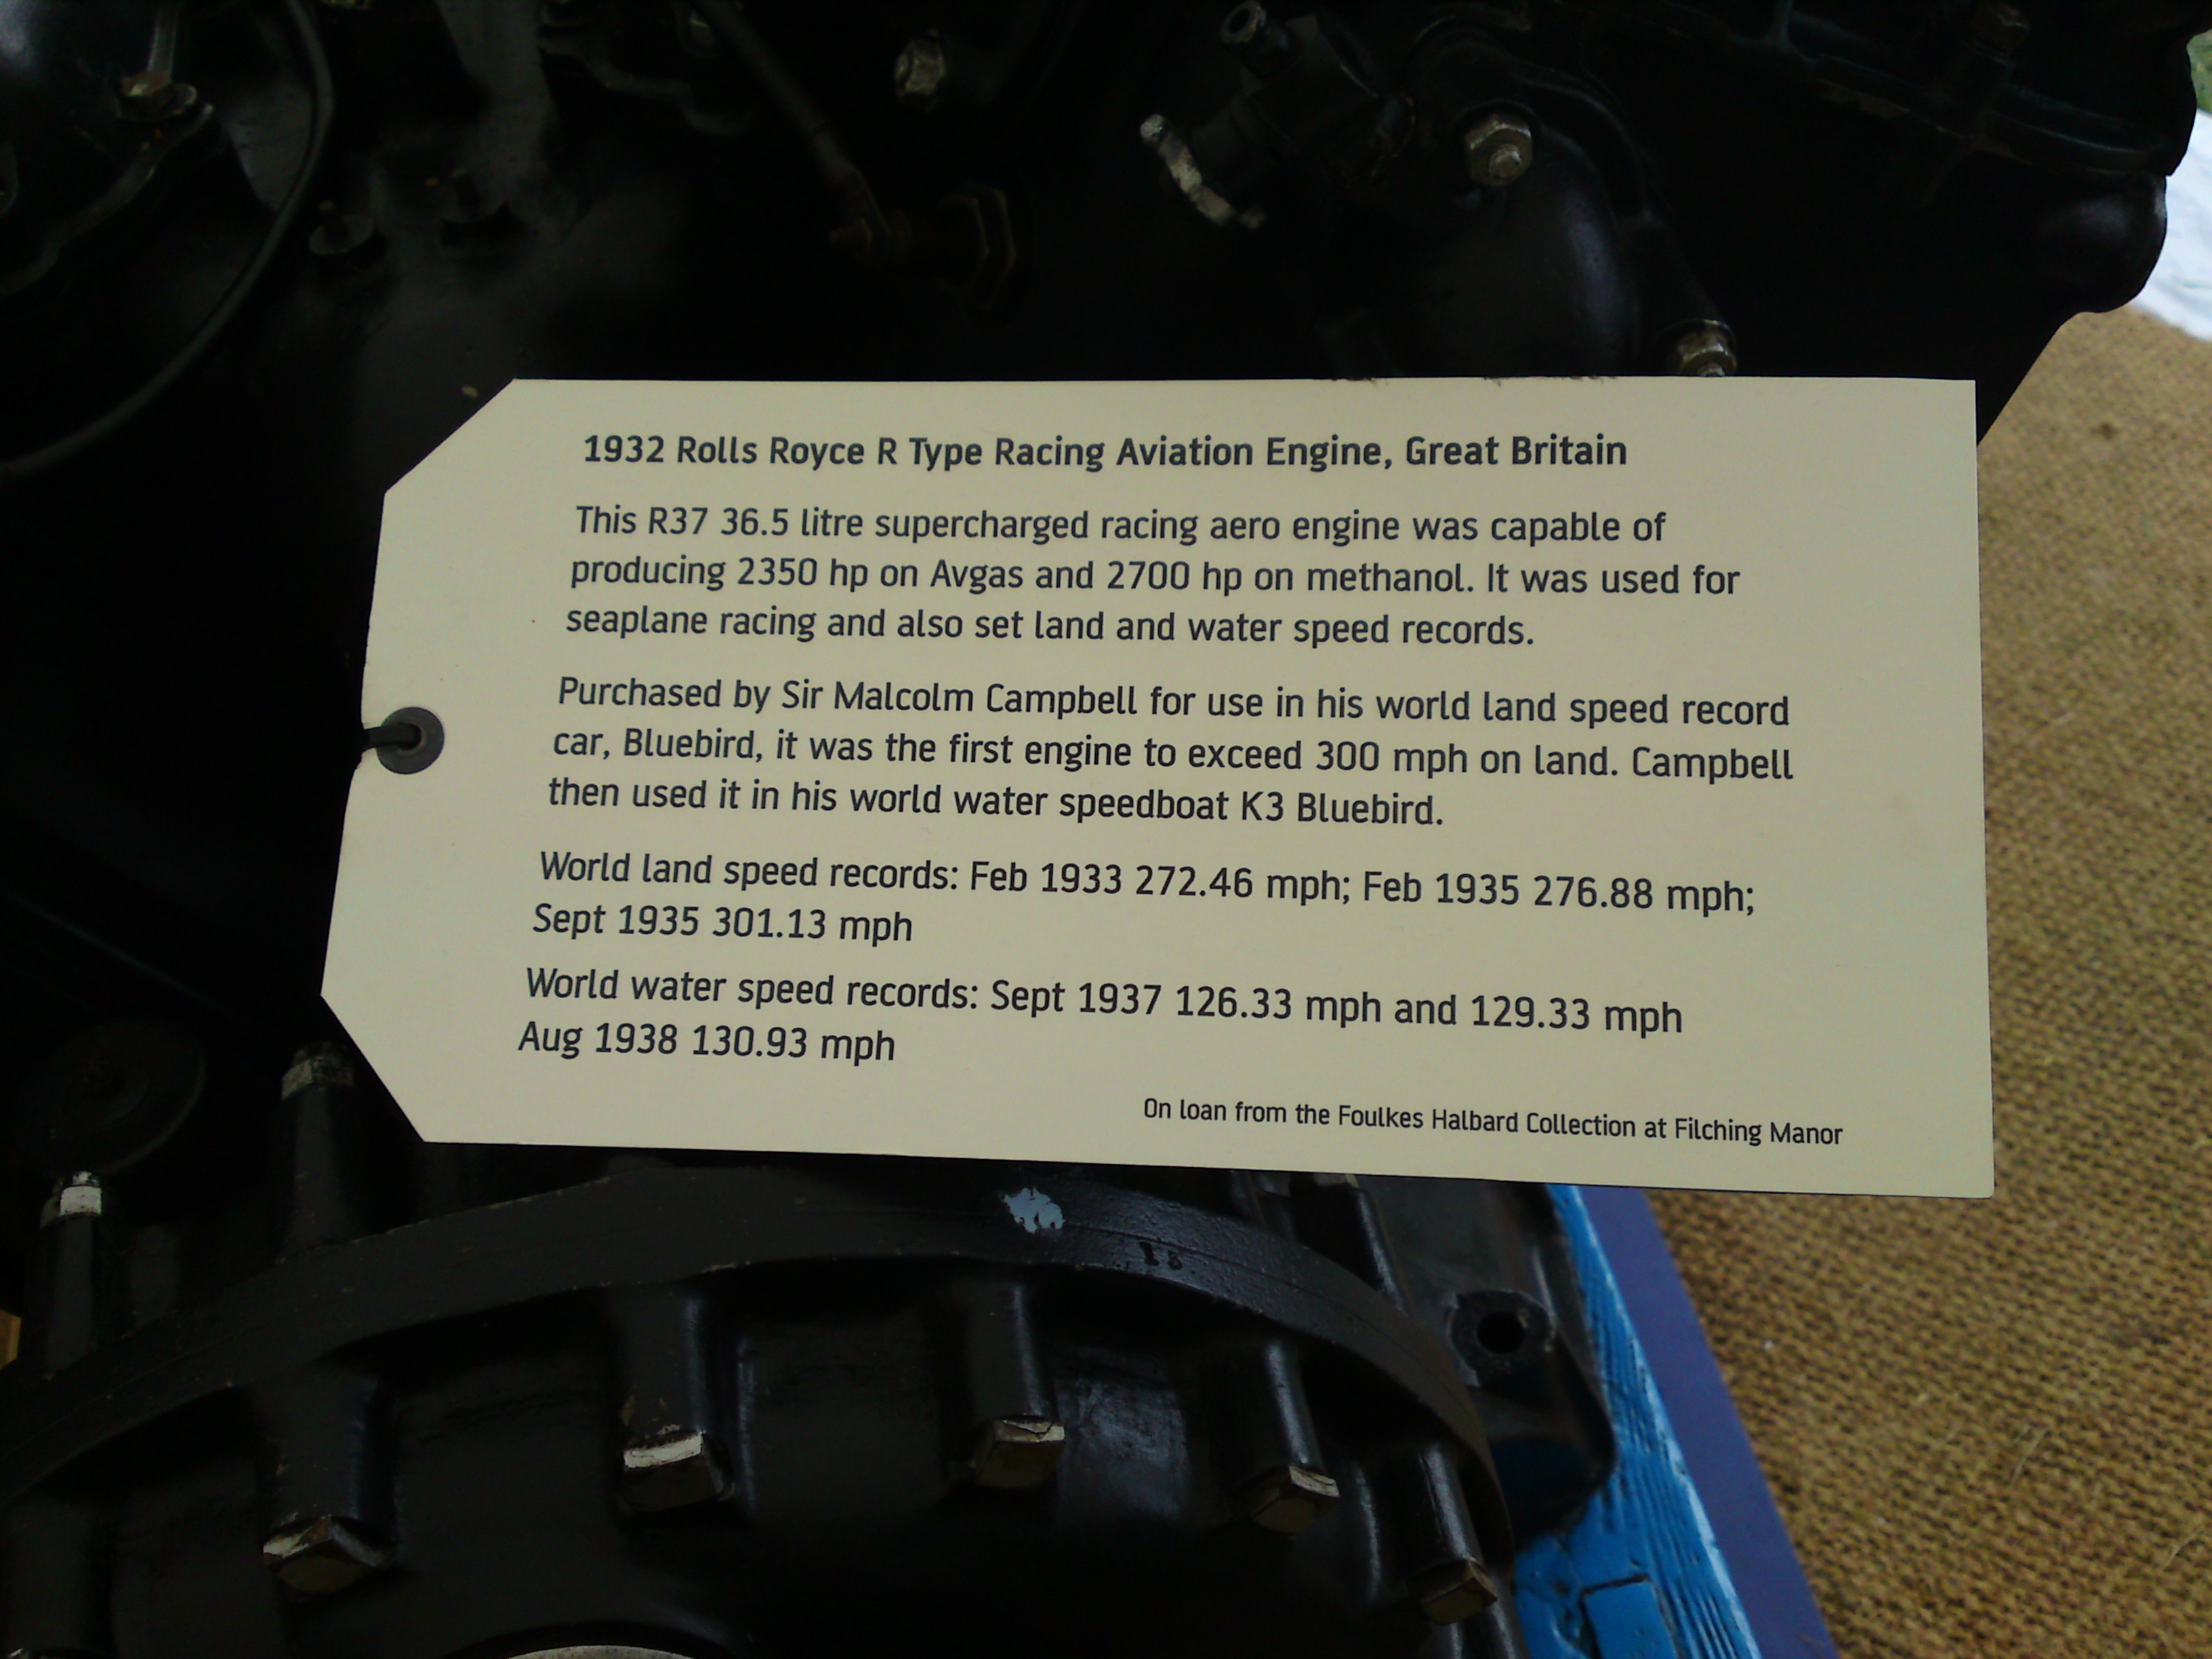 1932 Rolls Royce R Type Racing Aviation Engine, Great Britain
This R37 36.5 litre supercharged racing aero engine was capable of
producing 2350 hp on Avgas and 2700 hp on methanol. It was used for
seaplane racing and also set land and water speed records.
Purchased by Sir Malcolm Campbell for use in his world land speed record
car, Bluebird, it was the first engine to exceed 300 mph on land. Campbell
then used it in his world water speedboat K3 Bluebird.
World land speed records: Feb 1933 272.46 mph; Feb 1935 276.88 mph;
Sept 1935 301.13 mph
World water speed records: Sept 1937 126.33 mph and 129.33 mph
Aug 1938 130.93 mph
On loan from the Foulkes Halbard Collection at Filching Manor